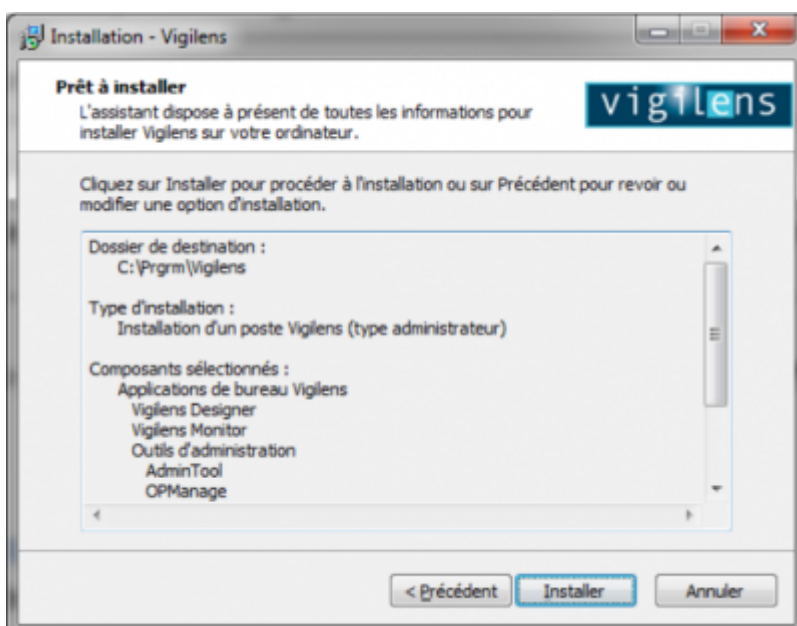 Installation - Vigilens
Prêt à installer
L'assistant dispose à présent de toutes les informations pour
installer Vigilens sur votre ordinateur.
vigilens
Cliquez sur Installer pour procéder à l'installation ou sur Précédent pour revoir ou
modifier une option d'installation.
Dossier de destination :
C:\Prgrm\Vigilens
Type d'installation :
Installation d'un poste Vigilens (type administrateur)
Composants sélectionnés :
Applications de bureau Vigilens
Vigilens Designer
Vigilens Monitor
Outils d'administration
AdminTool
OPManage
< Précédent
Installer
Annuler